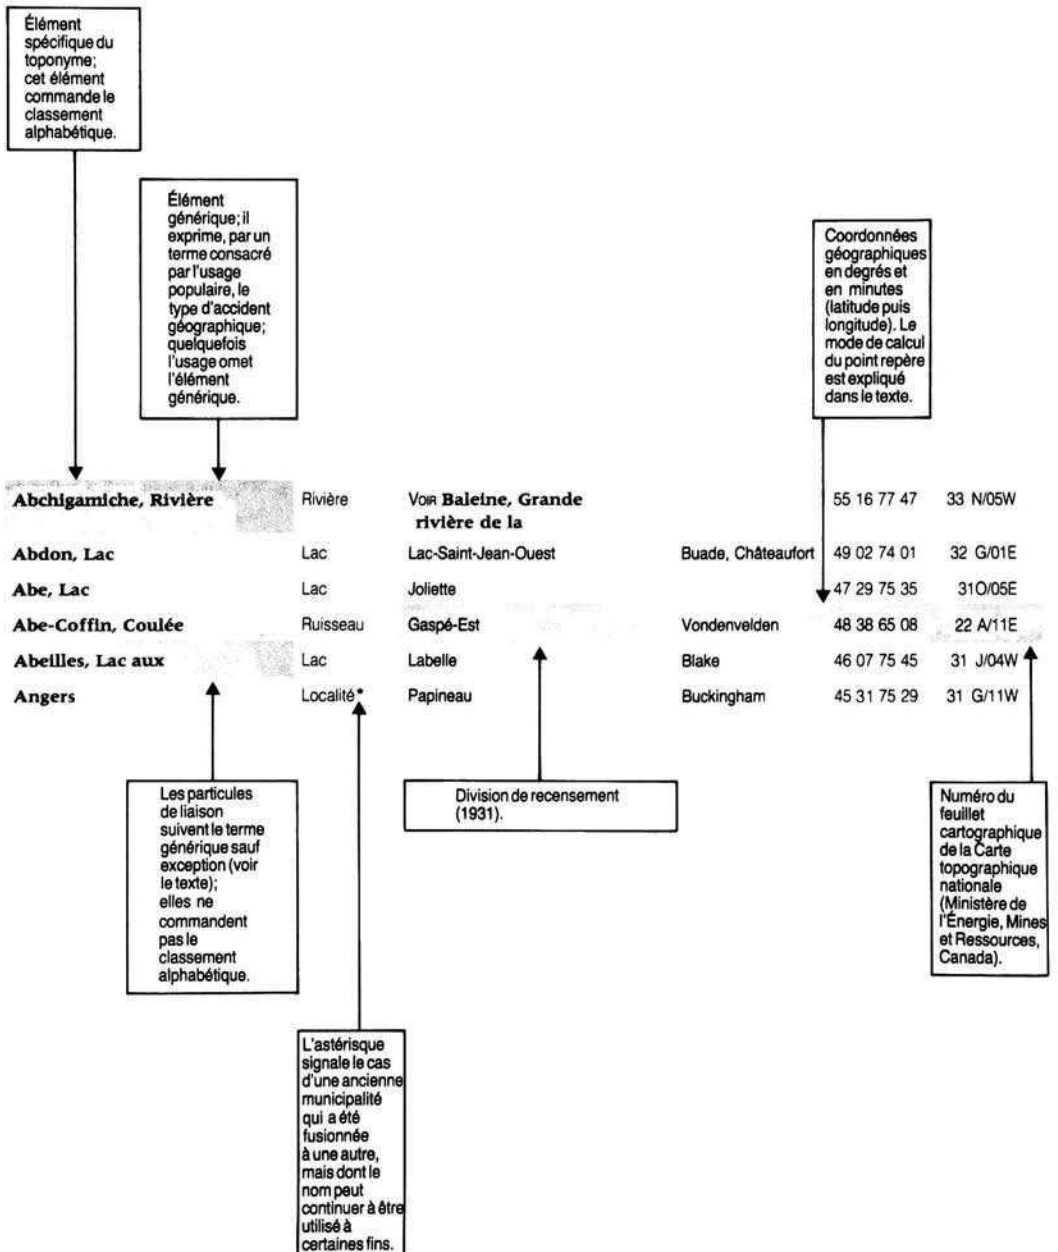 Élément
spécifique du
toponyme;
cet élément
commande le
classement
alphabétique.
Élément
générique; il
exprime, par un
terme consacré
par l'usage
populaire, le
type d'accident
géographique;
quelquefois
l'usage omet
l'élément
générique.
Coordonnées
géographiques
en degrés et
en minutes
(latitude puis
longitude). Le
mode de calcul
du point repère
est expliqué
dans le texte.
Abchigamiche, Rivière Rivière VOIR Baleine, Grande 55 16 77 47 33 N/05W
rivière de la
Abdon, Lac Lac Lac-Saint-Jean-Ouest Buade, Châteaufort 49 02 74 01 32 G/01E
Abe, Lac Lac Joliette 47 29 75 35 31O/05E
Abe-Coffin, Coulée Ruisseau Gaspé-Est Vondenvelden 48 38 65 08 22 A/11E
Abeilles, Lac aux Lac Labelle Blake 46 07 75 45 31 J/04W
Angers Localité* Papineau Buckingham 45 31 75 29 31 G/11W
Les particules
de liaison
suivent le terme
générique sauf
exception (voir
le texte);
elles ne
commandent
pas le
classement
alphabétique.
Division de recensement
(1931).
Numéro du
feuillet
cartographique
de la Carte
topographique
nationale
(Ministère de
l'Énergie, Mines
et Ressources,
Canada).
L'astérisque
signale le cas
d'une ancienne
municipalité
qui a été
fusionnée
à une autre,
mais dont le
nom peut
continuer à être
utilisé à
certaines fins.